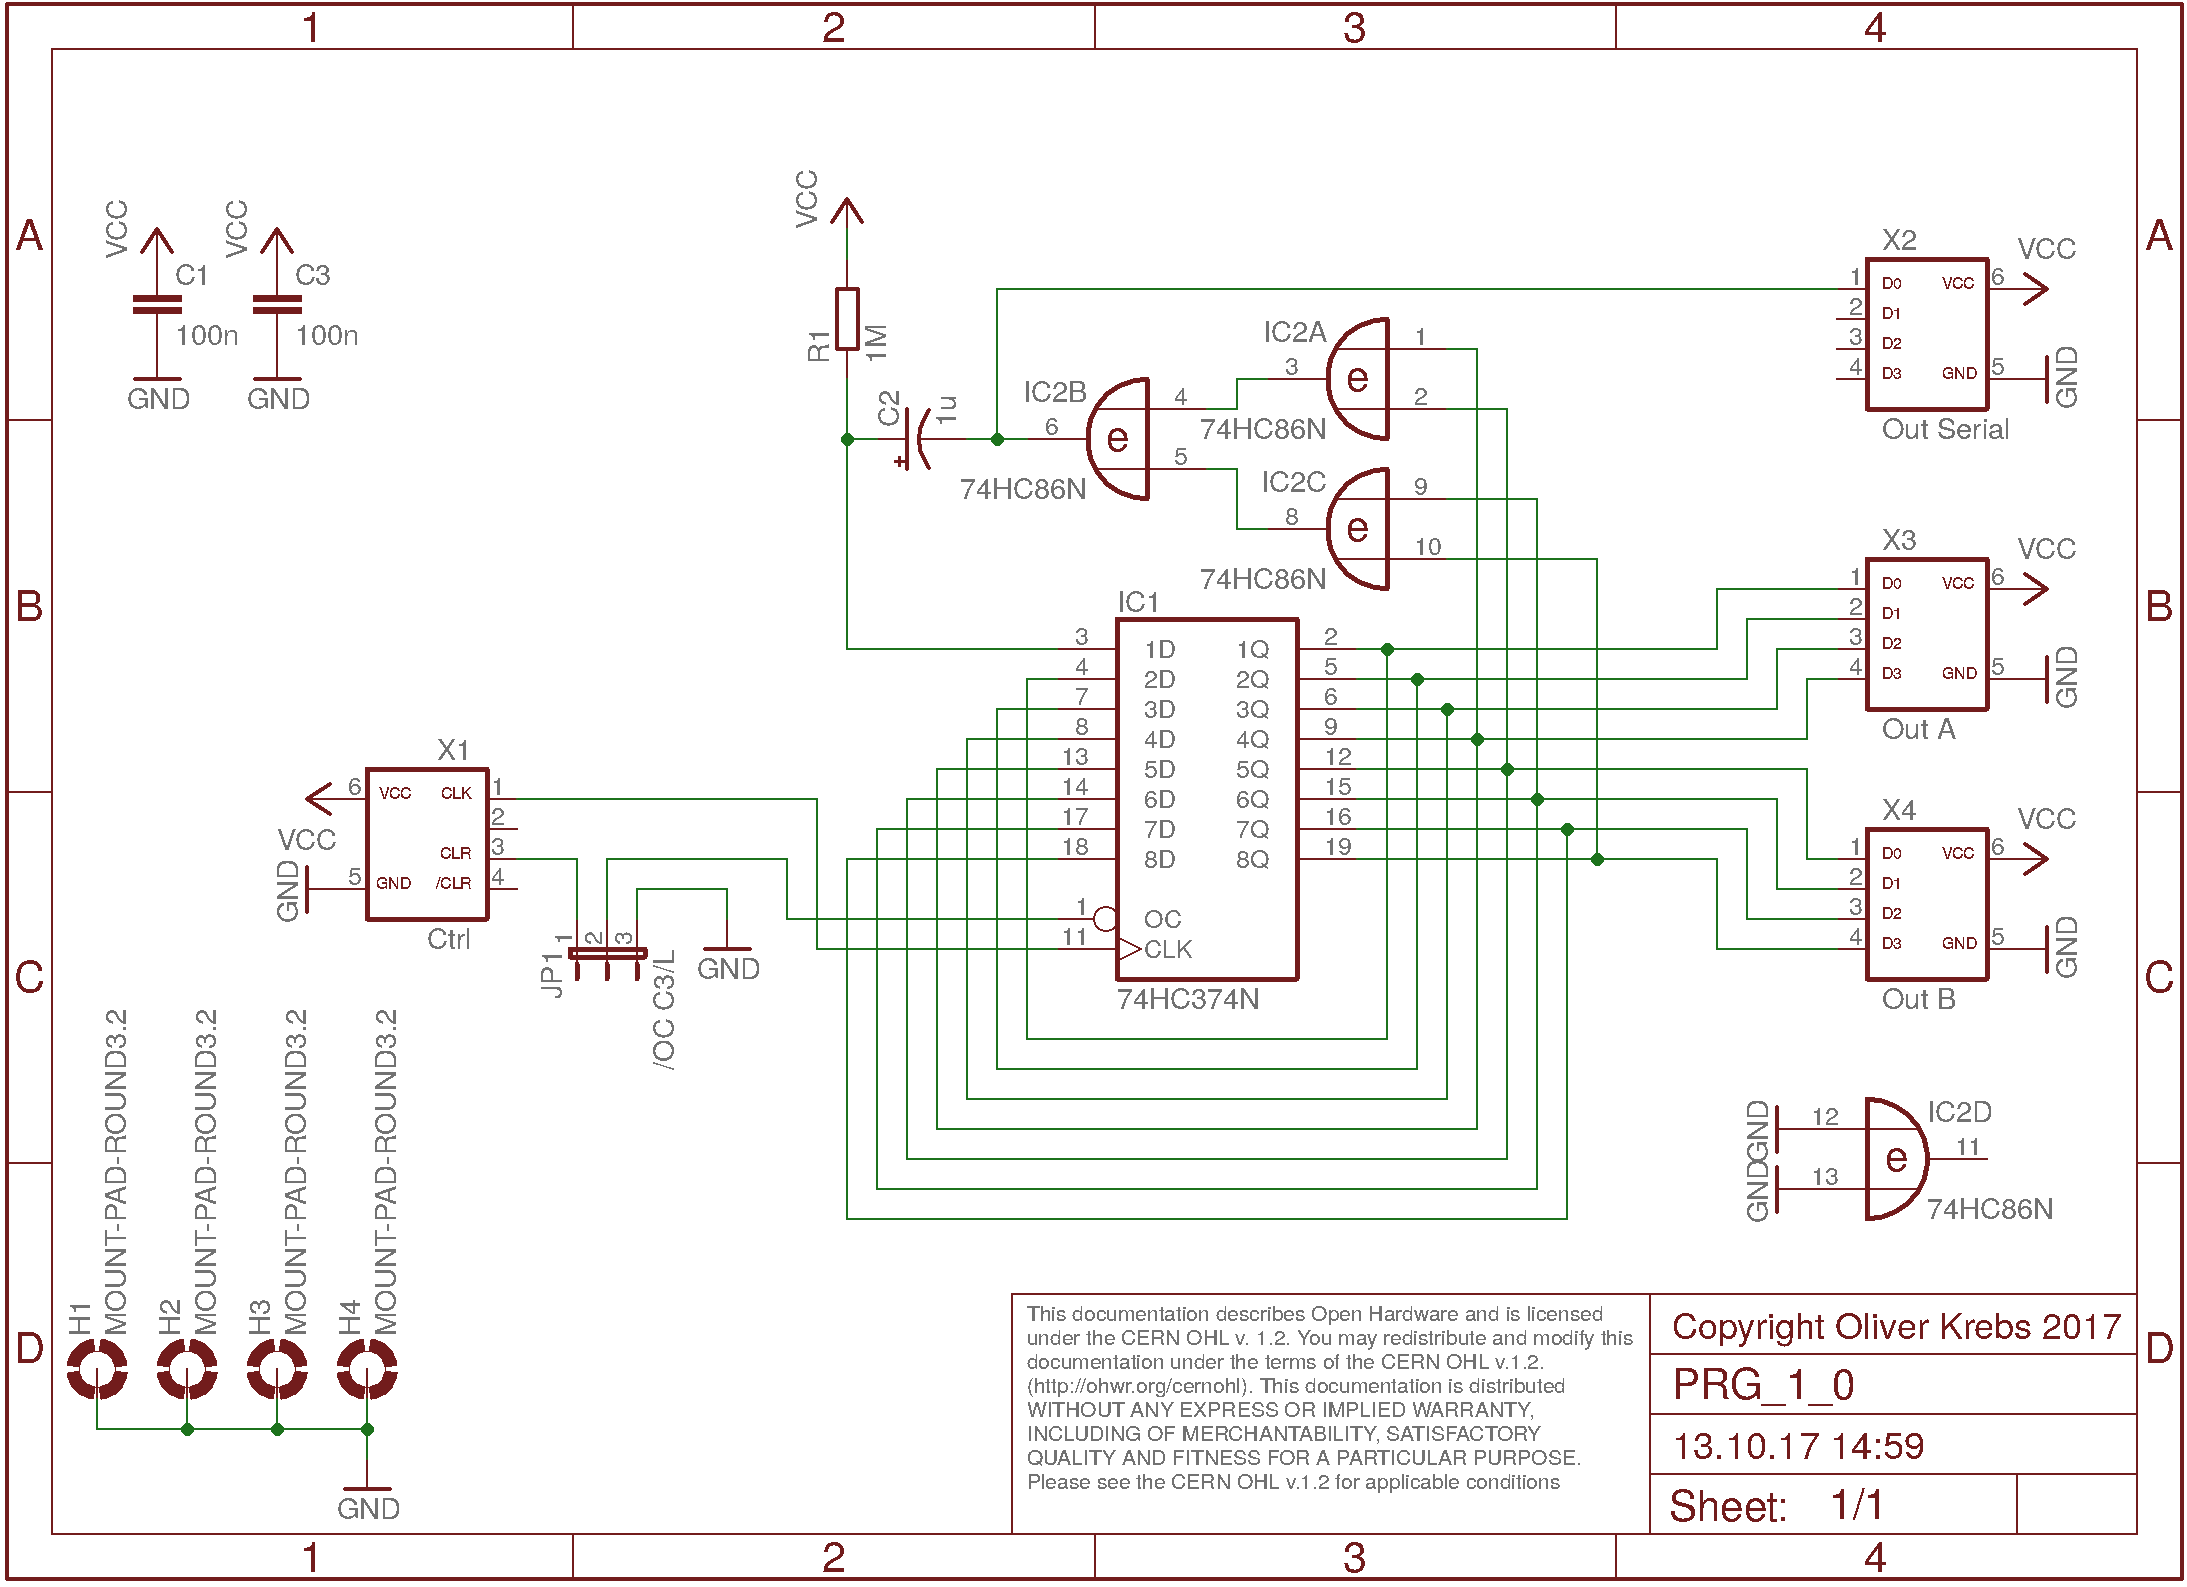 1 2 3 4
A
A
VCC
VCC
C1
C3
100n
100n
GND
GND
VCC
R1
1M
C2
1u
+
IC2B
6
4
5
e
74HC86N
IC2A
3
1
2
e
74HC86N
IC2C
8
9
10
e
74HC86N
X2
VCC
1 D0 VCC 6
2 D1
3 D2
4 D3 GND 5
GND
Out Serial
B
B
X3
VCC
1 D0 VCC 6
2 D1
3 D2
4 D3 GND 5
GND
Out A
IC1
3 1D 1Q 2
4 2D 2Q 5
7 3D 3Q 6
8 4D 4Q 9
13 5D 5Q 12
14 6D 6Q 15
17 7D 7Q 16
18 8D 8Q 19
1 OC
11 CLK
74HC374N
X1
6 VCC CLK 1
2
VCC
CLR 3
5 GND /CLR 4
GND
Ctrl
C
C
JP1
1
2
3
/OC C3/L
GND
X4
VCC
1 D0 VCC 6
2 D1
3 D2
4 D3 GND 5
GND
Out B
GND
GND
12
13
e
11
IC2D
74HC86N
D
D
H1
MOUNT-PAD-ROUND3.2
H2
MOUNT-PAD-ROUND3.2
H3
MOUNT-PAD-ROUND3.2
H4
MOUNT-PAD-ROUND3.2
GND
This documentation describes Open Hardware and is licensed
under the CERN OHL v. 1.2. You may redistribute and modify this
documentation under the terms of the CERN OHL v.1.2.
(http://ohwr.org/cernohl). This documentation is distributed
WITHOUT ANY EXPRESS OR IMPLIED WARRANTY,
INCLUDING OF MERCHANTABILITY, SATISFACTORY
QUALITY AND FITNESS FOR A PARTICULAR PURPOSE.
Please see the CERN OHL v.1.2 for applicable conditions
Copyright Oliver Krebs 2017
PRG_1_0
13.10.17 14:59
Sheet: 1/1
1 2 3 4